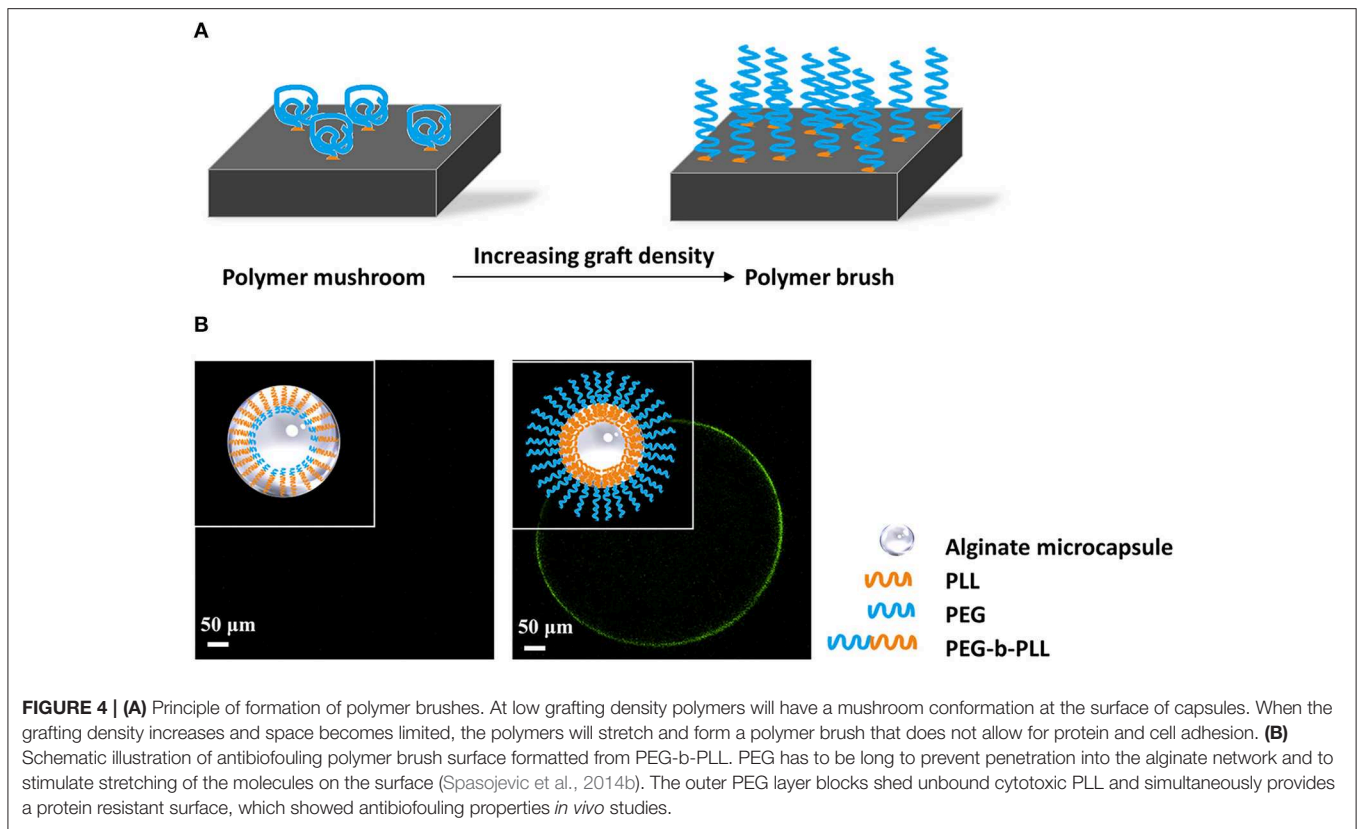 A
Increasing graft density
Polymer mushroom
Polymer brush
B
50 µm
50 µm
Alginate microcapsule
PLL
PEG
PEG-b-PLL
FIGURE 4 | (A) Principle of formation of polymer brushes. At low grafting density polymers will have a mushroom conformation at the surface of capsules. When the
grafting density increases and space becomes limited, the polymers will stretch and form a polymer brush that does not allow for protein and cell adhesion. (B)
Schematic illustration of antibiofouling polymer brush surface formatted from PEG-b-PLL. PEG has to be long to prevent penetration into the alginate network and to
stimulate stretching of the molecules on the surface (Spasojevic et al., 2014b). The outer PEG layer blocks shed unbound cytotoxic PLL and simultaneously provides
a protein resistant surface, which showed antibiofouling properties in vivo studies.